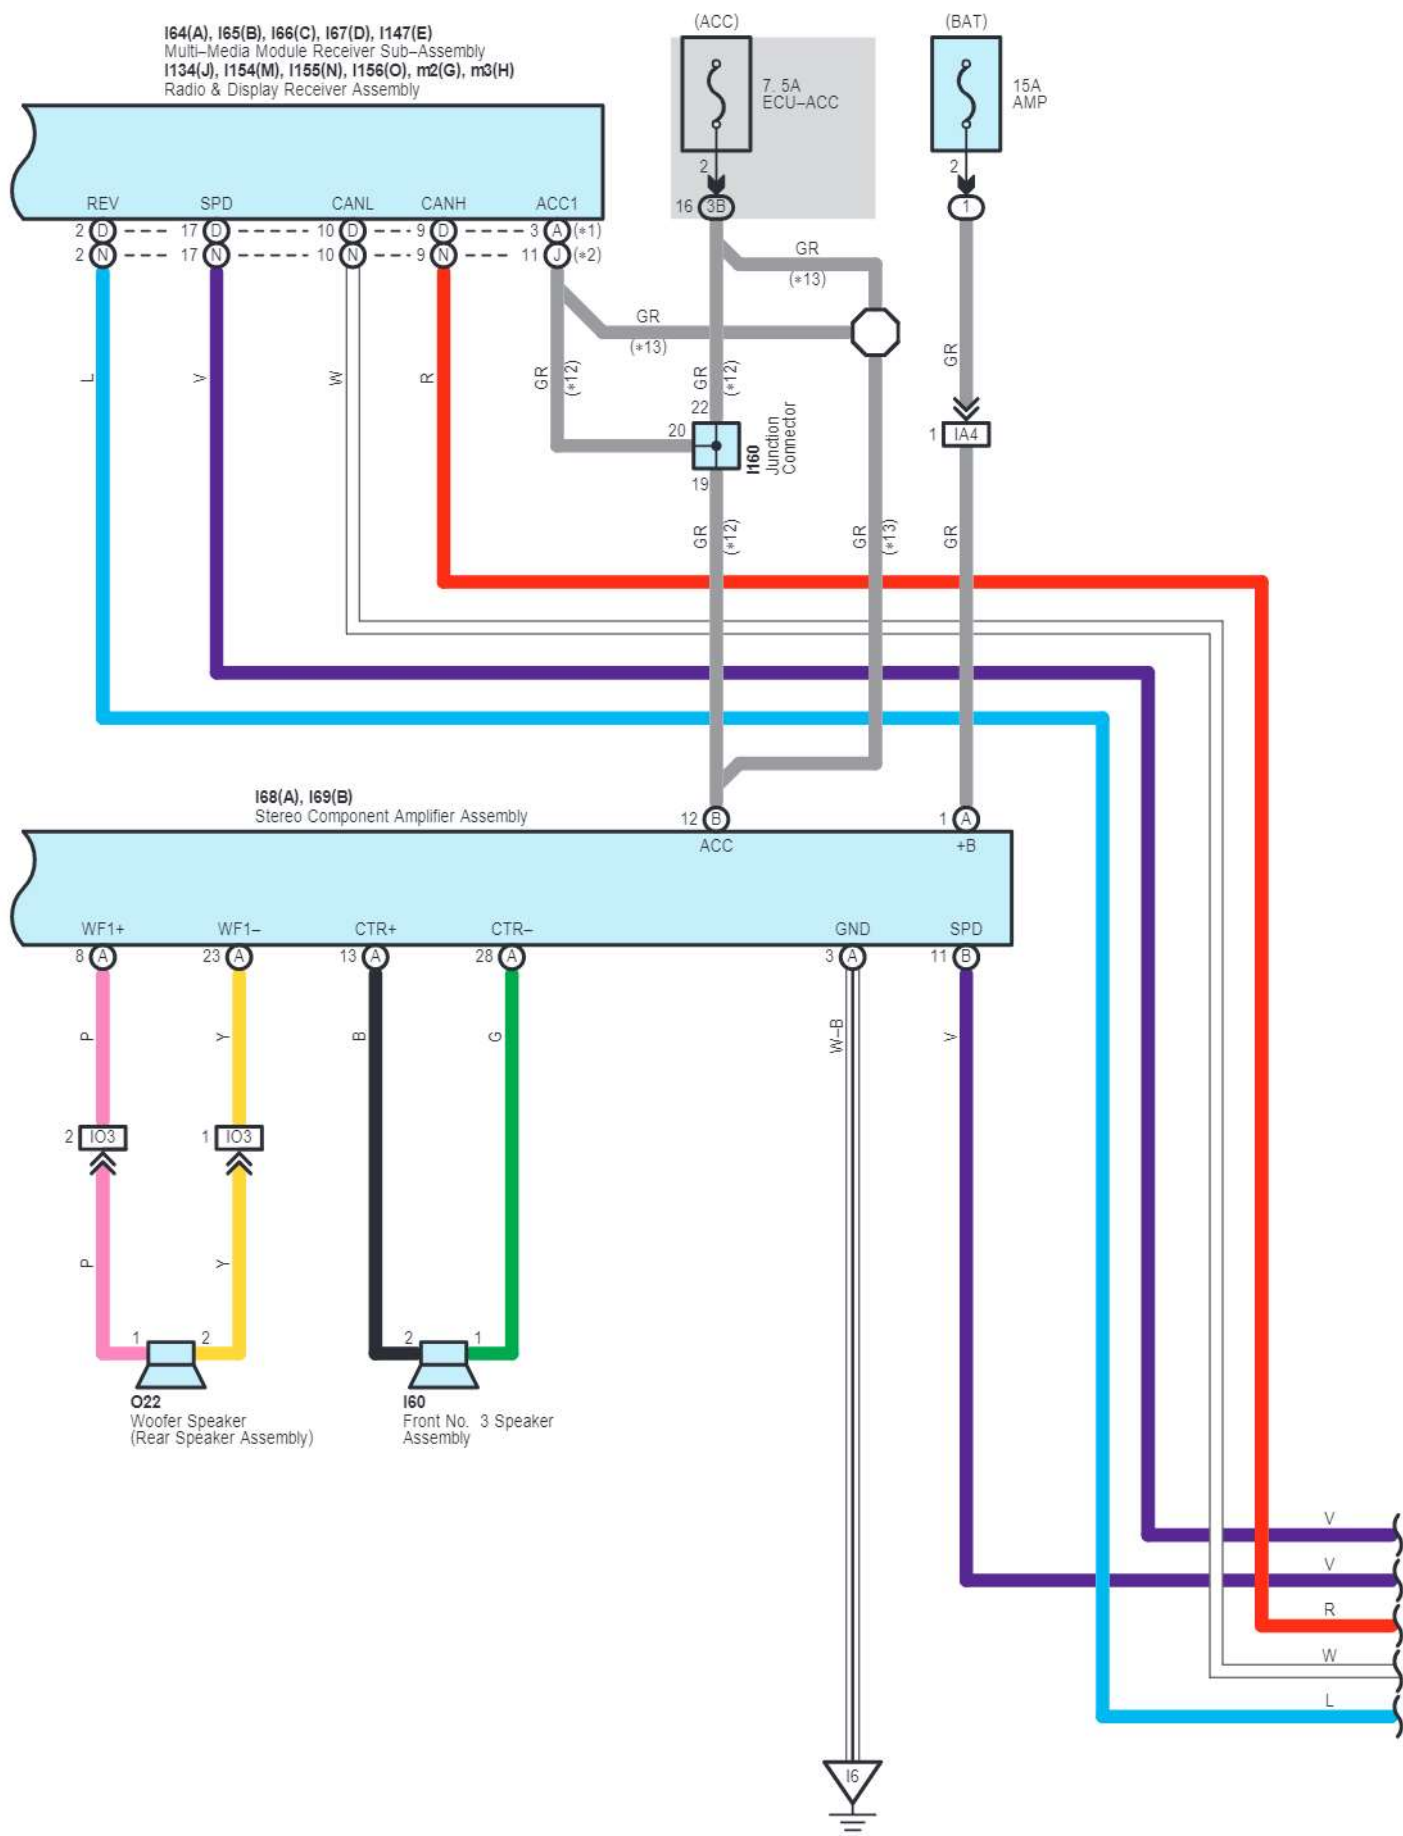 (ACC)
(BAT)
I64(A), I65(B), I66(C), I67(D), I147(E)
Multi–Media Module Receiver Sub–Assembly
I134(J), I154(M), I155(N), I156(O), m2(G), m3(H)
Radio & Display Receiver Assembly
7. 5A
ECU–ACC
15A
AMP
2
2
16 3B
1
REV SPD CANL CANH ACC1
2 D 17 D 10 D 9 D 3 A (*1)
2 N 17 N 10 N 9 N 11 J (*2)
GR
(*13)
GR
(*13)
L
V
W
R
GR
(*12)
GR
(*12)
GR
22
20
19
I160
Junction
Connector
1 IA4
GR
(*12)
GR
(*13)
GR
I68(A), I69(B)
Stereo Component Amplifier Assembly
12 B
1 A
ACC
+B
WF1+ WF1– CTR+ CTR– GND SPD
8 A 23 A 13 A 28 A 3 A 11 B
P
Y
B
G
W–B
V
2 IO3
1 IO3
P
Y
1 2
2 1
O22
Woofer Speaker
(Rear Speaker Assembly)
I60
Front No. 3 Speaker
Assembly
V
V
R
W
L
I6